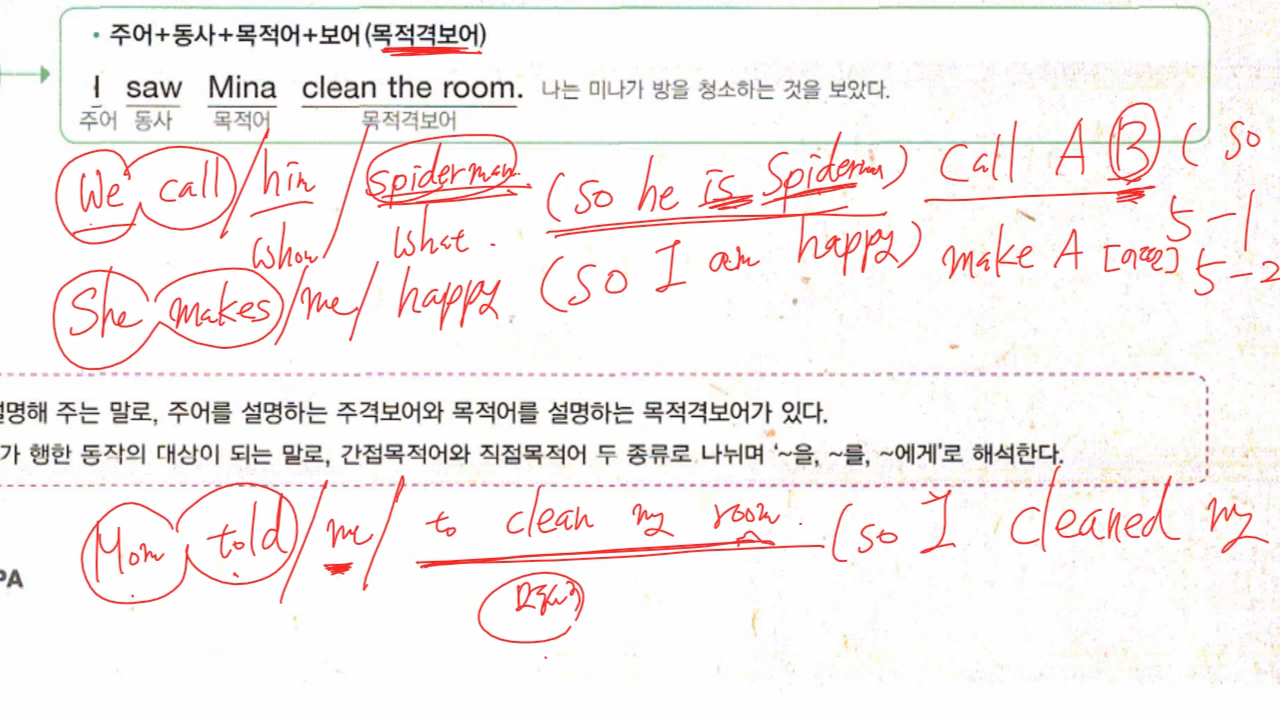 • 주어+동사+목적어+보어(목적격보어)
I saw Mina clean the room. 나는 미나가 방을 청소하는 것을 보았다.
주어 동사 목적어 목적격보어
We call / him / spiderman (so he is spiderman) call A B (so
whom what. 5-1
She makes / me / happy (so I am happy) make A 5-2
설명해 주는 말로, 주어를 설명하는 주격보어와 목적어를 설명하는 목적격보어가 있다.
가 행한 동작의 대상이 되는 말로, 간접목적어와 직접목적어 두 종류로 나뉘며 '~을, ~를, ~에게'로 해석한다.
Mom told / me / to clean my room. (so I cleaned my
PA